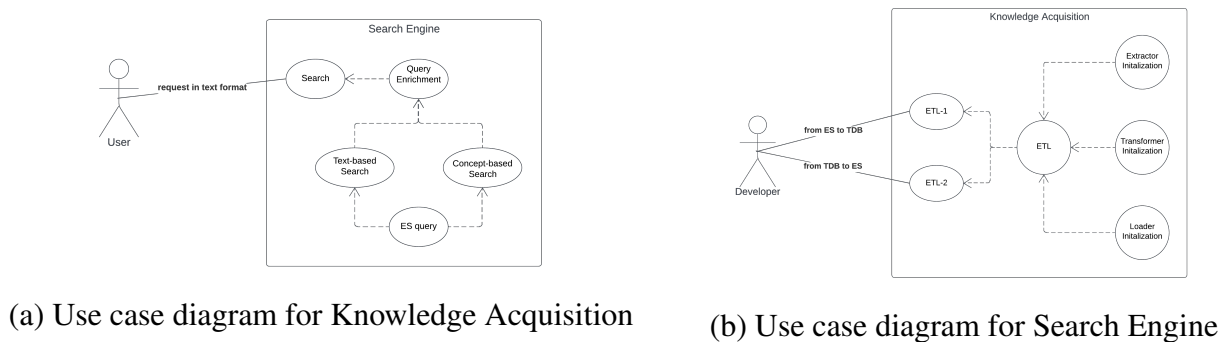 Search Engine
Search
Query
Enrichment
request in text format
User
Text-based
Search
Concept-based
Search
ES query
(a) Use case diagram for Knowledge Acquisition
Knowledge Acquisition
Extractor
Initalization
ETL-1
from ES to TDB
ETL
Transformer
Initalization
from TDB to ES
ETL-2
Developer
Loader
Initalization
(b) Use case diagram for Search Engine